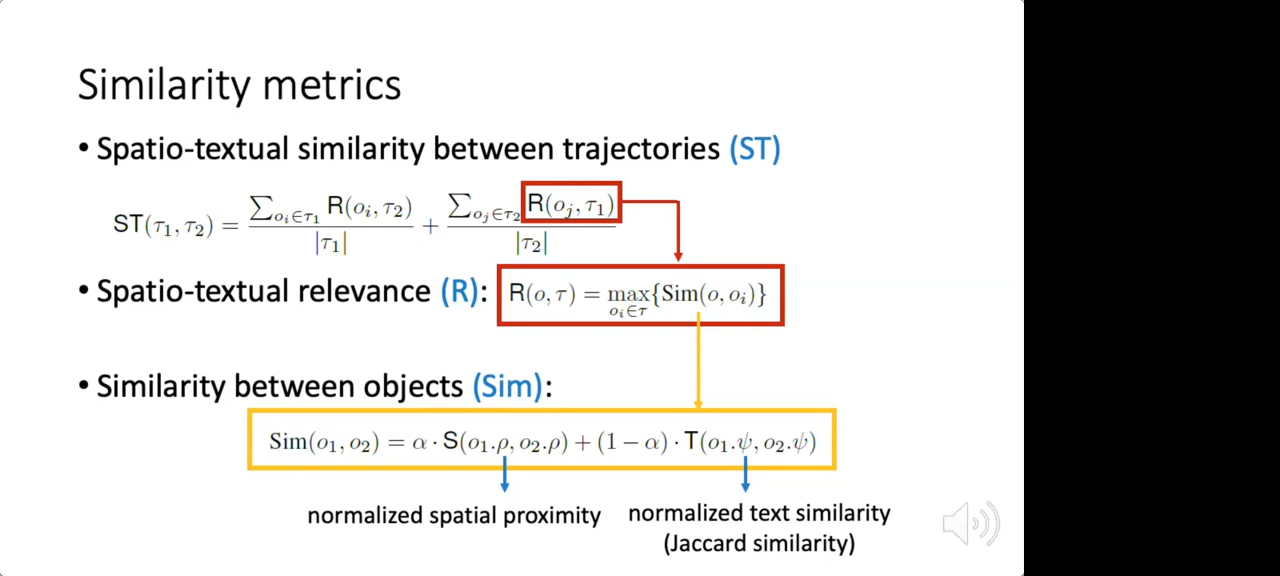 Similarity metrics
• Spatio-textual similarity between trajectories (ST)
ST(τ₁, τ₂) = ∑_{oᵢ∈τ₁} R(oᵢ, τ₂) / |τ₁| + ∑_{oⱼ∈τ₂} R(oⱼ, τ₁) / |τ₂|
• Spatio-textual relevance (R): R(o, τ) = max_{oᵢ∈τ}{Sim(o, oᵢ)}
• Similarity between objects (Sim):
Sim(o₁, o₂) = α · S(o₁.ρ, o₂.ρ) + (1 − α) · T(o₁.ψ, o₂.ψ)
normalized spatial proximity
normalized text similarity
(Jaccard similarity)